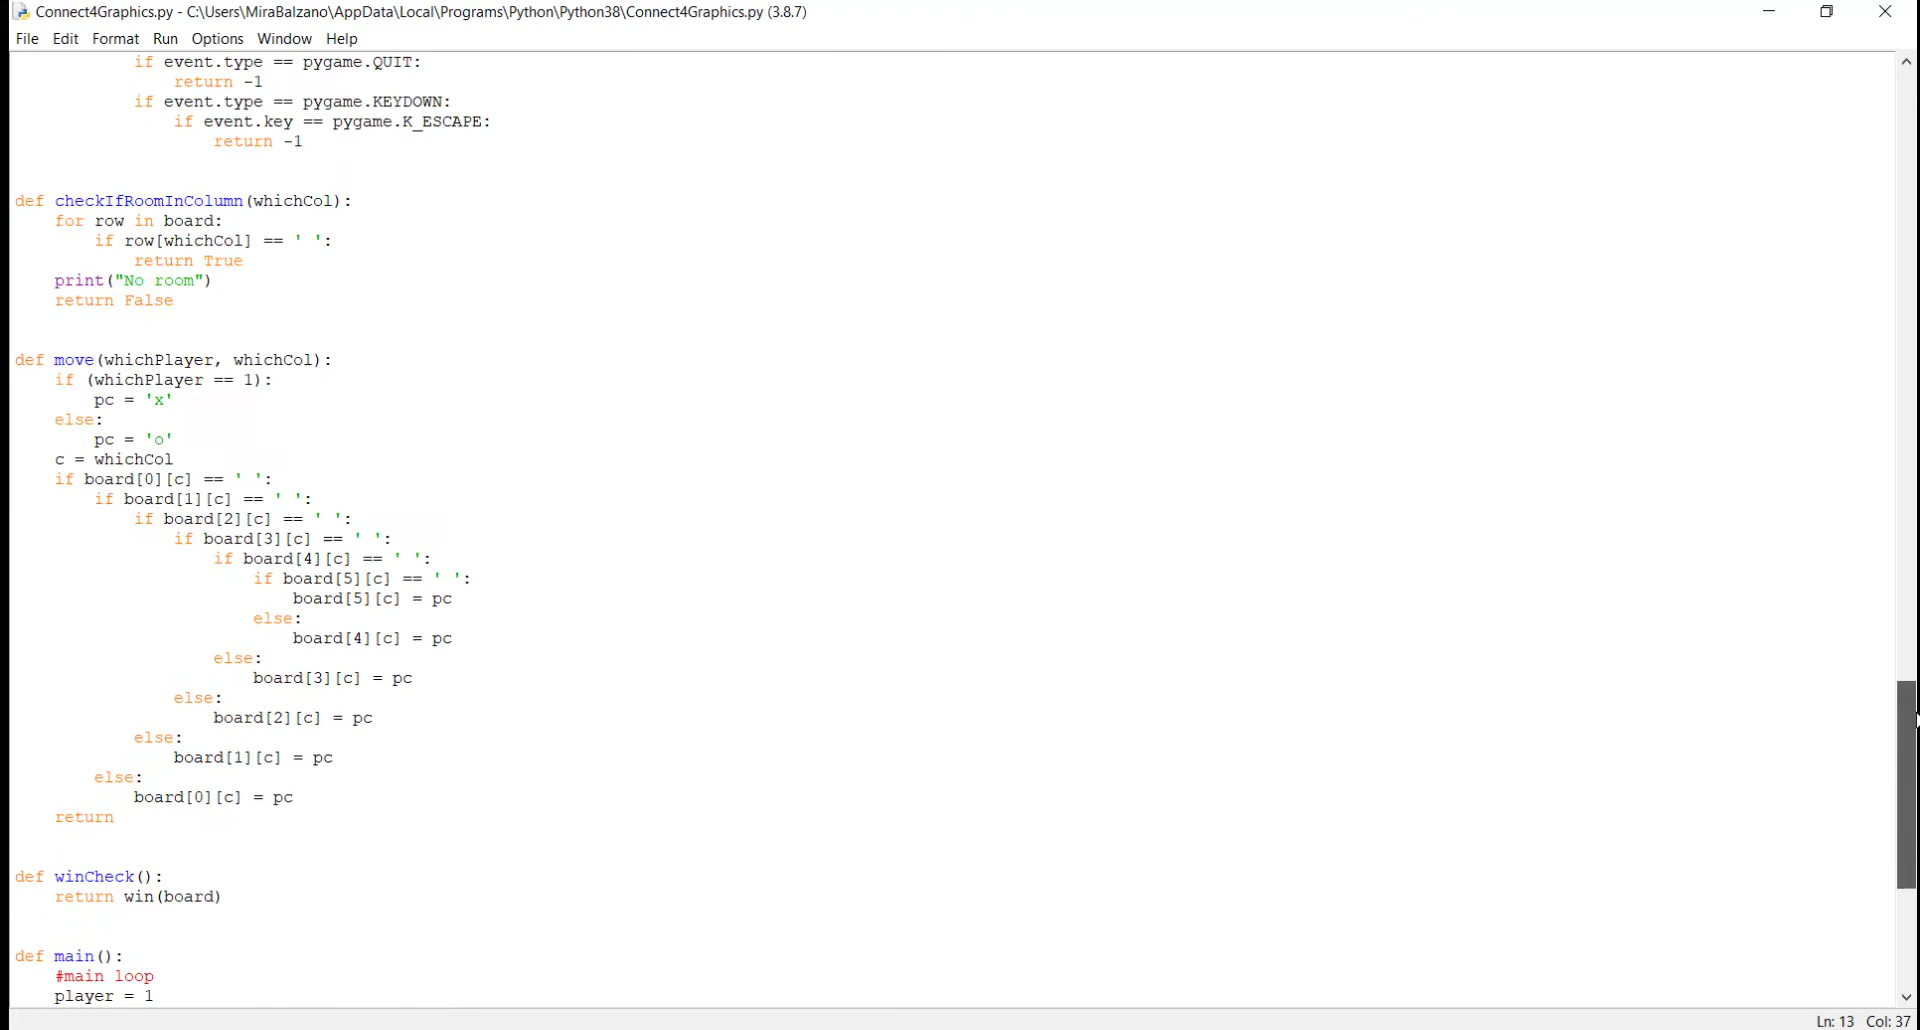 Connect4Graphics.py - C:\Users\MiraBalzano\AppData\Local\Programs\Python\Python38\Connect4Graphics.py (3.8.7)
File Edit Format Run Options Window Help
            if event.type == pygame.QUIT:
                return -1
            if event.type == pygame.KEYDOWN:
                if event.key == pygame.K_ESCAPE:
                    return -1
def checkIfRoomInColumn(whichCol):
    for row in board:
        if row[whichCol] == ' ':
            return True
    print("No room")
    return False
def move(whichPlayer, whichCol):
    if (whichPlayer == 1):
        pc = 'x'
    else:
        pc = 'o'
    c = whichCol
    if board[0][c] == ' ':
        if board[1][c] == ' ':
            if board[2][c] == ' ':
                if board[3][c] == ' ':
                    if board[4][c] == ' ':
                        if board[5][c] == ' ':
                            board[5][c] = pc
                        else:
                            board[4][c] = pc
                    else:
                        board[3][c] = pc
                else:
                    board[2][c] = pc
            else:
                board[1][c] = pc
        else:
            board[0][c] = pc
    return
def winCheck():
    return win(board)
def main():
    #main loop
    player = 1
Ln: 13 Col: 37